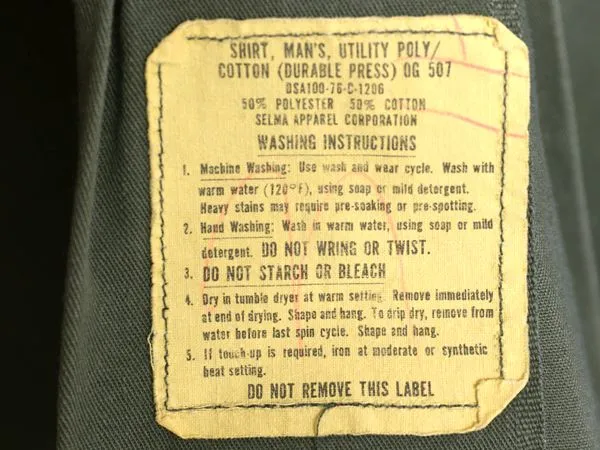 SHIRT, MAN'S, UTILITY POLY/
COTTON (DURABLE PRESS) OG 507
DSA100-76-C-1206
50% POLYESTER 50% COTTON
SELMA APPAREL CORPORATION
WASHING INSTRUCTIONS
1. Machine Washing: Use wash and wear cycle. Wash with
warm water (120°F), using soap or mild detergent.
Heavy stains may require pre-soaking or pre-spotting.
2. Hand Washing: Wash in warm water, using soap or mild
detergent. DO NOT WRING OR TWIST.
3. DO NOT STARCH OR BLEACH
4. Dry in tumble dryer at warm setting. Remove immediately
at end of drying. Shape and hang. To drip dry, remove from
water before last spin cycle. Shape and hang.
5. If touch-up is required, iron at moderate or synthetic
heat setting.
DO NOT REMOVE THIS LABEL